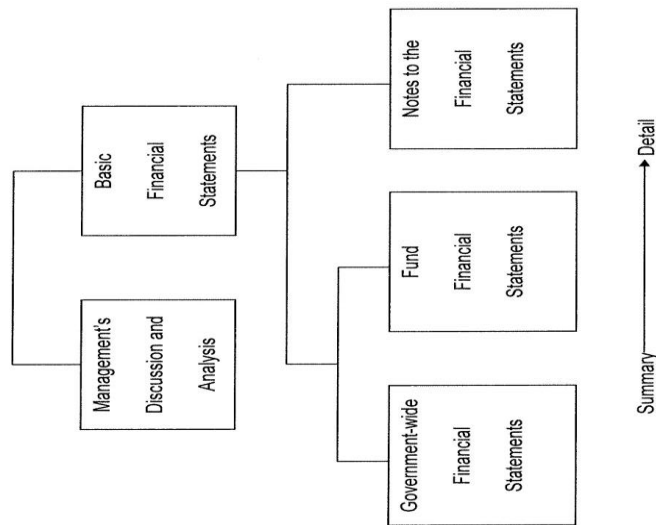 Management's
Discussion and
Analysis
Basic
Financial
Statements
Government-wide
Financial
Statements
Fund
Financial
Statements
Notes to the
Financial
Statements
Summary
Detail